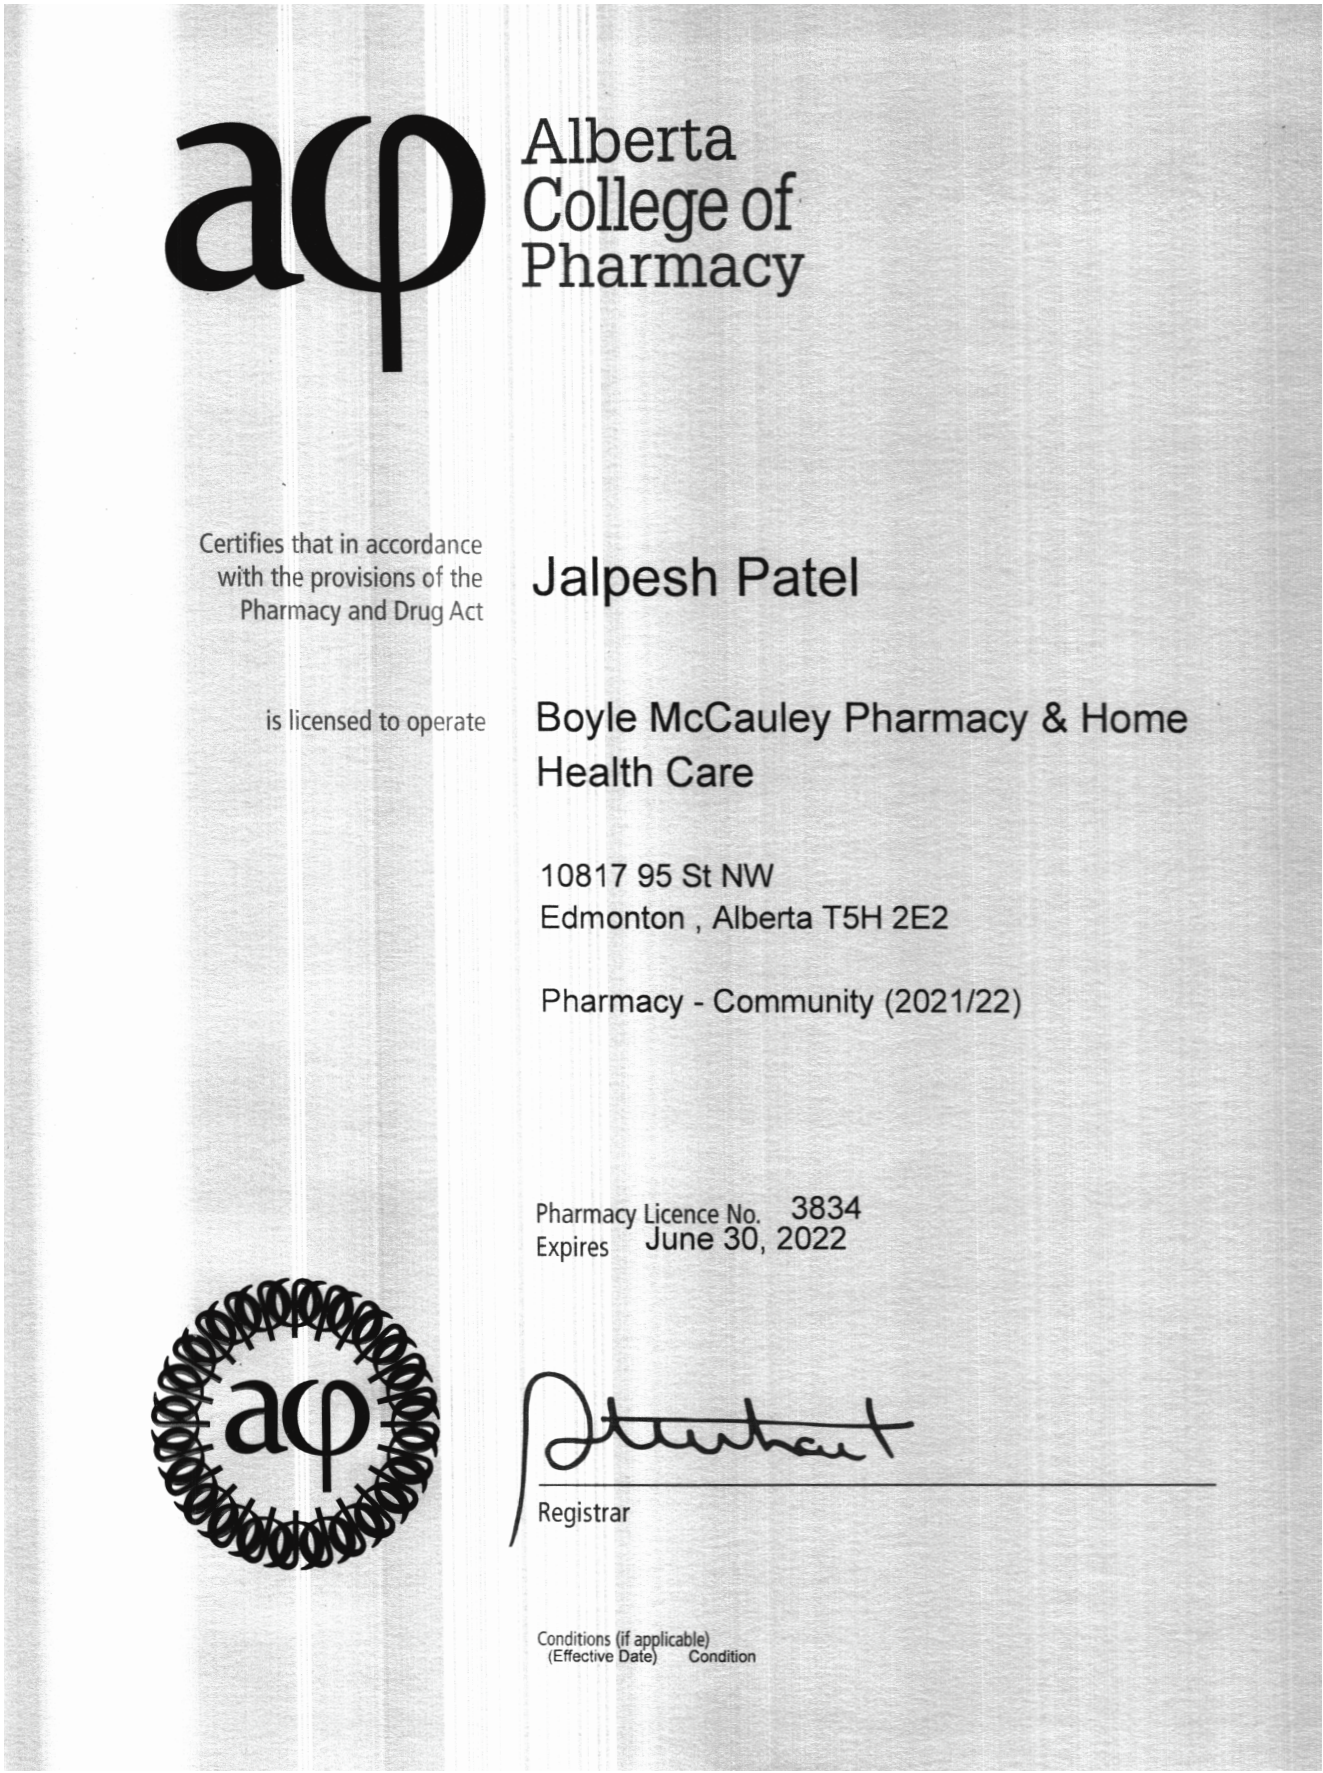 acp
Alberta
College of
Pharmacy
Certifies that in accordance
with the provisions of the
Pharmacy and Drug Act
Jalpesh Patel
is licensed to operate
Boyle McCauley Pharmacy & Home
Health Care
10817 95 St NW
Edmonton , Alberta T5H 2E2
Pharmacy - Community (2021/22)
Pharmacy Licence No. 3834
Expires June 30, 2022
acp
Registrar
Conditions (if applicable)
(Effective Date) Condition